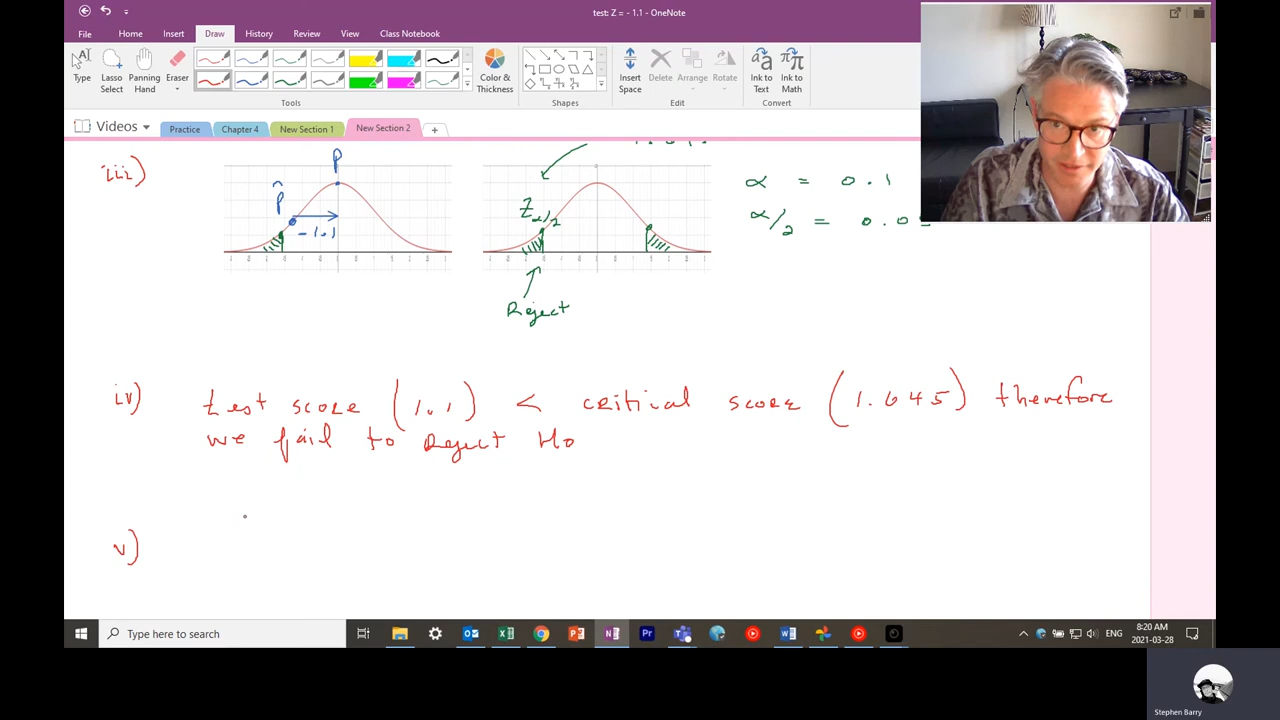 test: Z = - 1.1 - OneNote
File Home Insert Draw History Review View Class Notebook
Type
Lasso Select
Panning Hand
Eraser
Color & Thickness
Insert Space
Delete
Arrange
Rotate
Ink to Text
Ink to Math
Tools
Shapes
Edit
Convert
Videos
Practice
Chapter 4
New Section 1
New Section 2
iii)
P
p̂
-1.1
Zα/2
Reject
α = 0.1
α/2 =
iv) test score (1.1) < critical score (1.645) therefore
we fail to Reject Ho
v)
Type here to search
ENG
8:20 AM
2021-03-28
Stephen Barry